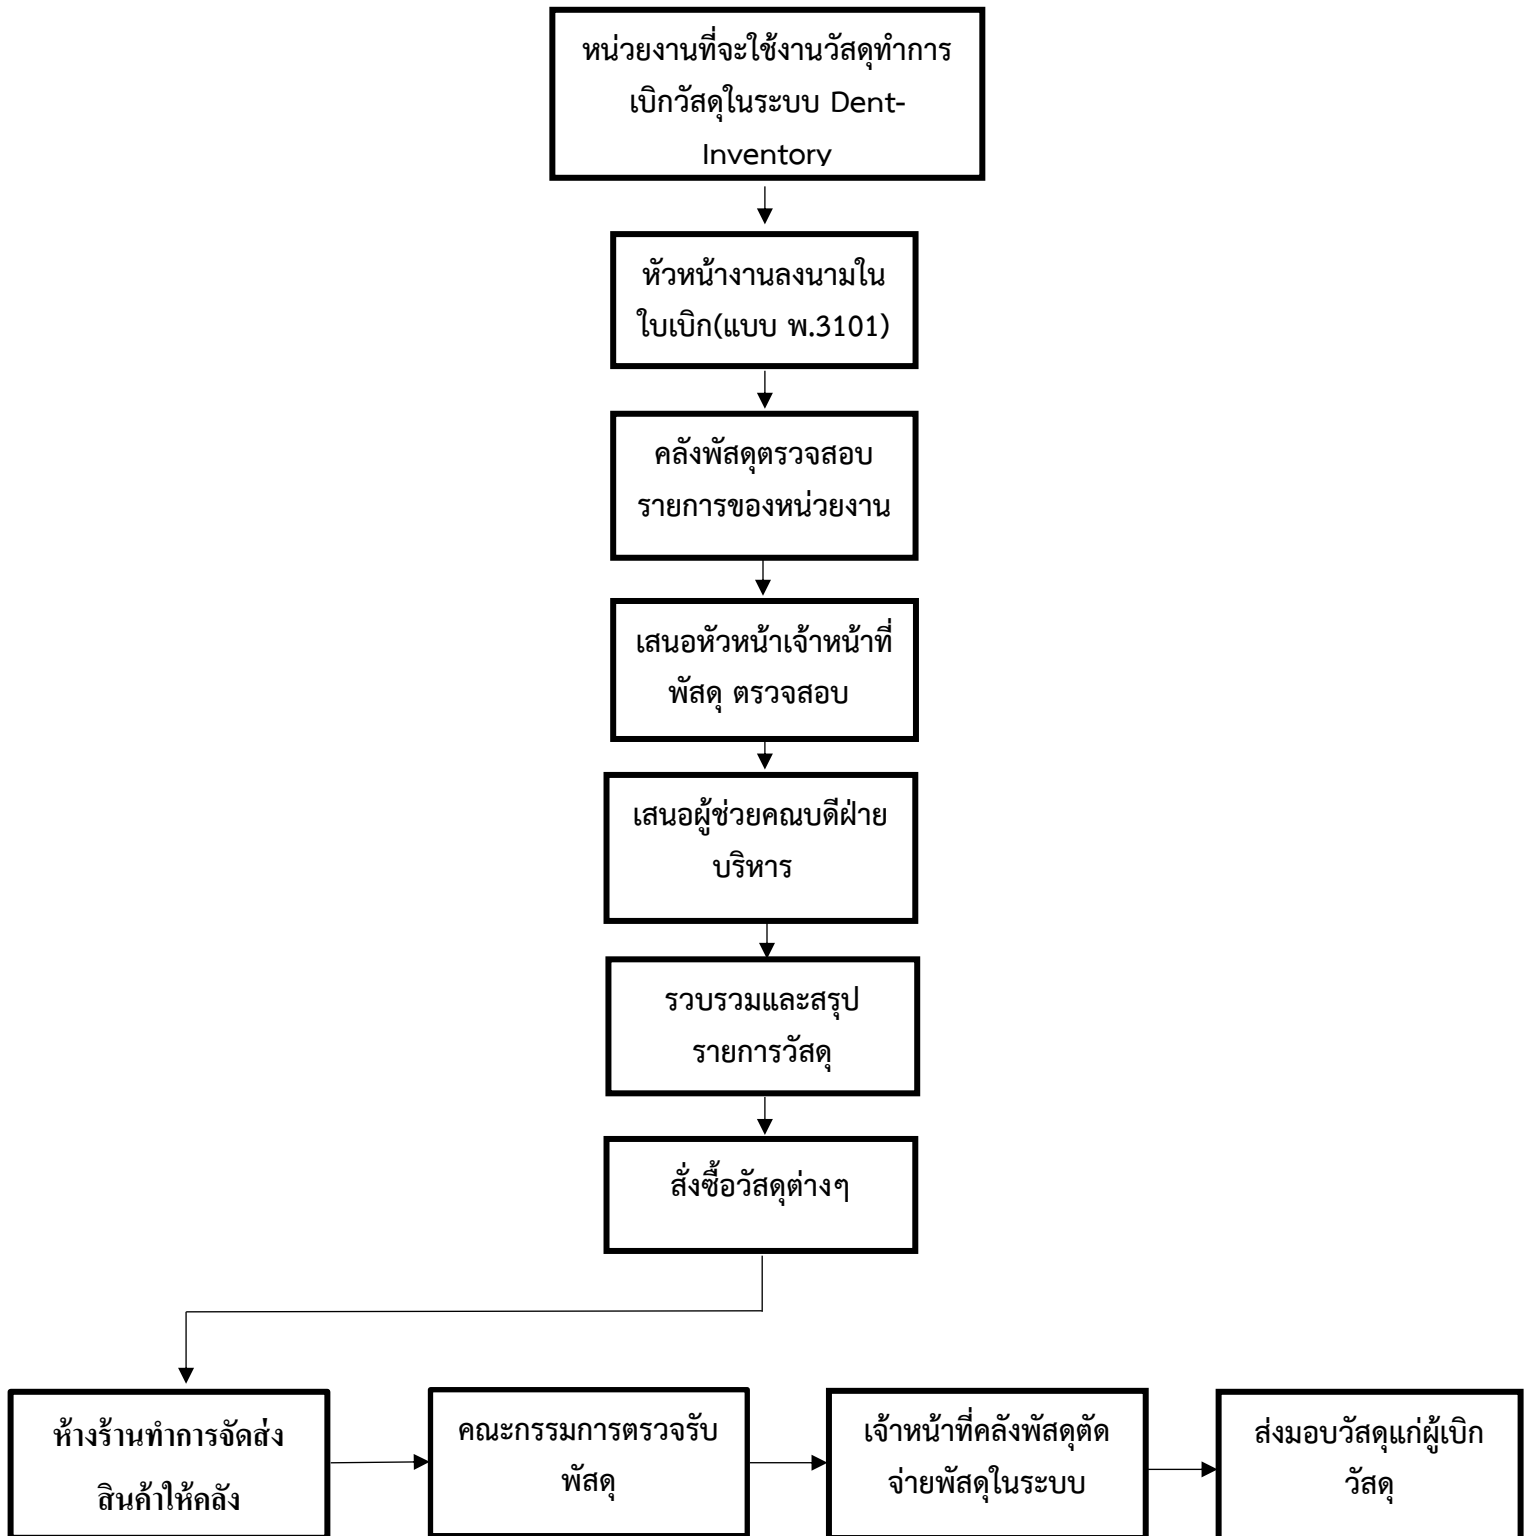 หน่วยงานที่จะใช้งานวัสดุทำการ
เบิกวัสดุในระบบ Dent-
Inventory
หัวหน้างานลงนามใน
ใบเบิก(แบบ พ.3101)
คลังพัสดุตรวจสอบ
รายการของหน่วยงาน
เสนอหัวหน้าเจ้าหน้าที่
พัสดุ ตรวจสอบ
เสนอผู้ช่วยคณบดีฝ่าย
บริหาร
รวบรวมและสรุป
รายการวัสดุ
สั่งซื้อวัสดุต่างๆ
ห้างร้านทำการจัดส่ง
สินค้าให้คลัง
คณะกรรมการตรวจรับ
พัสดุ
เจ้าหน้าที่คลังพัสดุตัด
จ่ายพัสดุในระบบ
ส่งมอบวัสดุแก่ผู้เบิก
วัสดุ